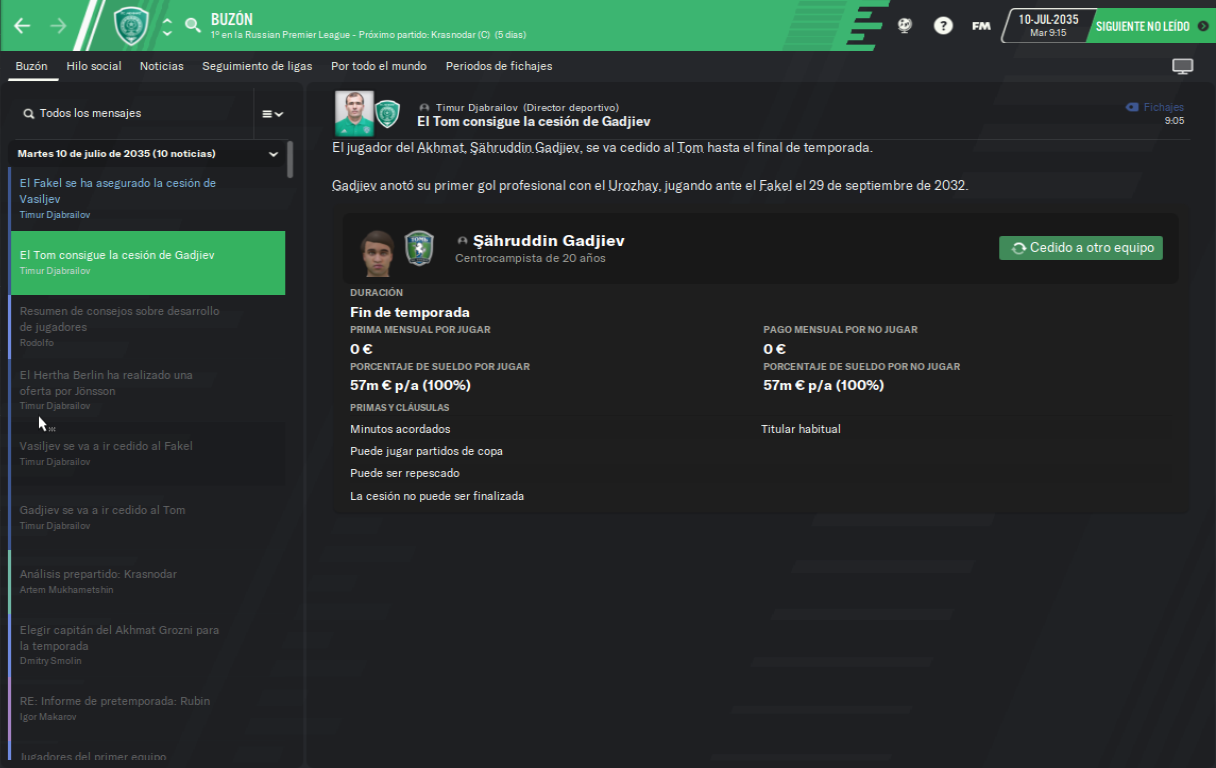 BUZÓN
1º en la Russian Premier League - Próximo partido: Krasnodar (C) (5 días)
FM
10-JUL-2035
Mar 9:15
SIGUIENTE NO LEÍDO
Buzón
Hilo social
Noticias
Seguimiento de ligas
Por todo el mundo
Periodos de fichajes
Todos los mensajes
Martes 10 de julio de 2035 (10 noticias)
El Fakel se ha asegurado la cesión de
Vasiljev
Timur Djabrailov
El Tom consigue la cesión de Gadjiev
Timur Djabrailov
Resumen de consejos sobre desarrollo
de jugadores
Rodolfo
El Hertha Berlin ha realizado una
oferta por Jönsson
Timur Djabrailov
Vasiljev se va a ir cedido al Fakel
Timur Djabrailov
Gadjiev se va a ir cedido al Tom
Timur Djabrailov
Análisis prepartido: Krasnodar
Artem Mukhametshin
Elegir capitán del Akhmat Grozni para
la temporada
Dmitry Smolin
RE: Informe de pretemporada: Rubin
Igor Makarov
Jugadores del primer equipo
Timur Djabrailov (Director deportivo)
El Tom consigue la cesión de Gadjiev
Fichajes
9:05
El jugador del Akhmat, Şähruddin Gadjiev, se va cedido al Tom hasta el final de temporada.
Gadjiev anotó su primer gol profesional con el Urozhay, jugando ante el Fakel el 29 de septiembre de 2032.
Şähruddin Gadjiev
Centrocampista de 20 años
Cedido a otro equipo
DURACIÓN
Fin de temporada
PRIMA MENSUAL POR JUGAR
PAGO MENSUAL POR NO JUGAR
0 €
0 €
PORCENTAJE DE SUELDO POR JUGAR
PORCENTAJE DE SUELDO POR NO JUGAR
57m € p/a (100%)
57m € p/a (100%)
PRIMAS Y CLÁUSULAS
Minutos acordados
Titular habitual
Puede jugar partidos de copa
Puede ser repescado
La cesión no puede ser finalizada